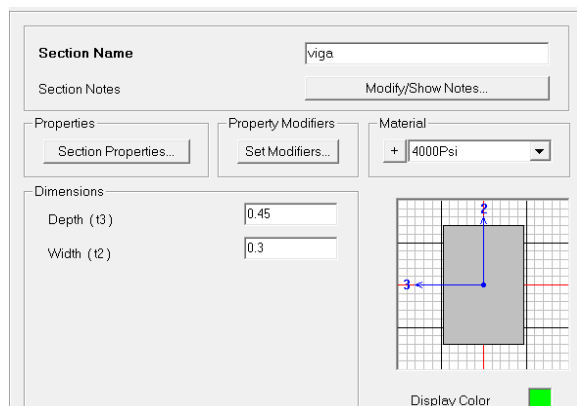 Section Name viga
Section Notes Modify/Show Notes...
Properties Property Modifiers Material
Section Properties... Set Modifiers... + 4000Psi
Dimensions
Depth (t3) 0.45
Width (t2) 0.3
2
3
Display Color